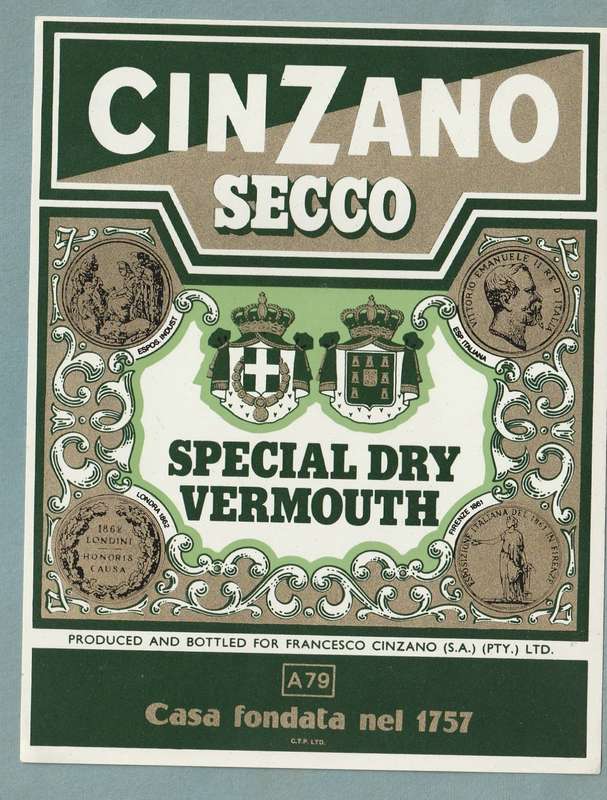 CINZANO
SECCO
ESPOS. INDUST
VITTORIO EMANUELE II RE D'ITALIA
ESP. ITALIANA
SPECIAL DRY
VERMOUTH
LONDRA 1862
1862
LONDINI
HONORIS
CAUSA
FIRENZE 1861
ESPOSIZIONE ITALIANA DEL 1861 IN FIRENZE
PRODUCED AND BOTTLED FOR FRANCESCO CINZANO (S.A.) (PTY.) LTD.
A79
Casa fondata nel 1757
C.T.P. LTD.